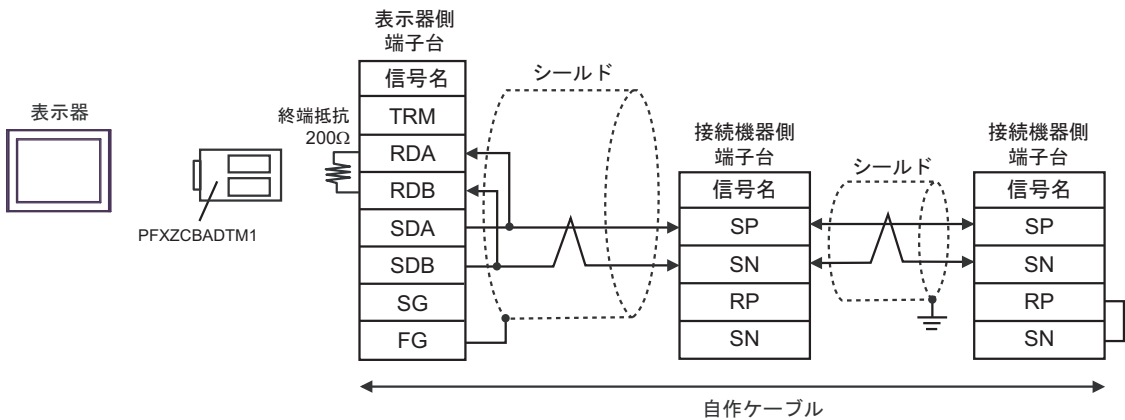 表示器
PFXZCBADTM1
終端抵抗
200Ω
表示器側
端子台
信号名
TRM
RDA
RDB
SDA
SDB
SG
FG
シールド
接続機器側
端子台
信号名
SP
SN
RP
SN
シールド
接続機器側
端子台
信号名
SP
SN
RP
SN
自作ケーブル